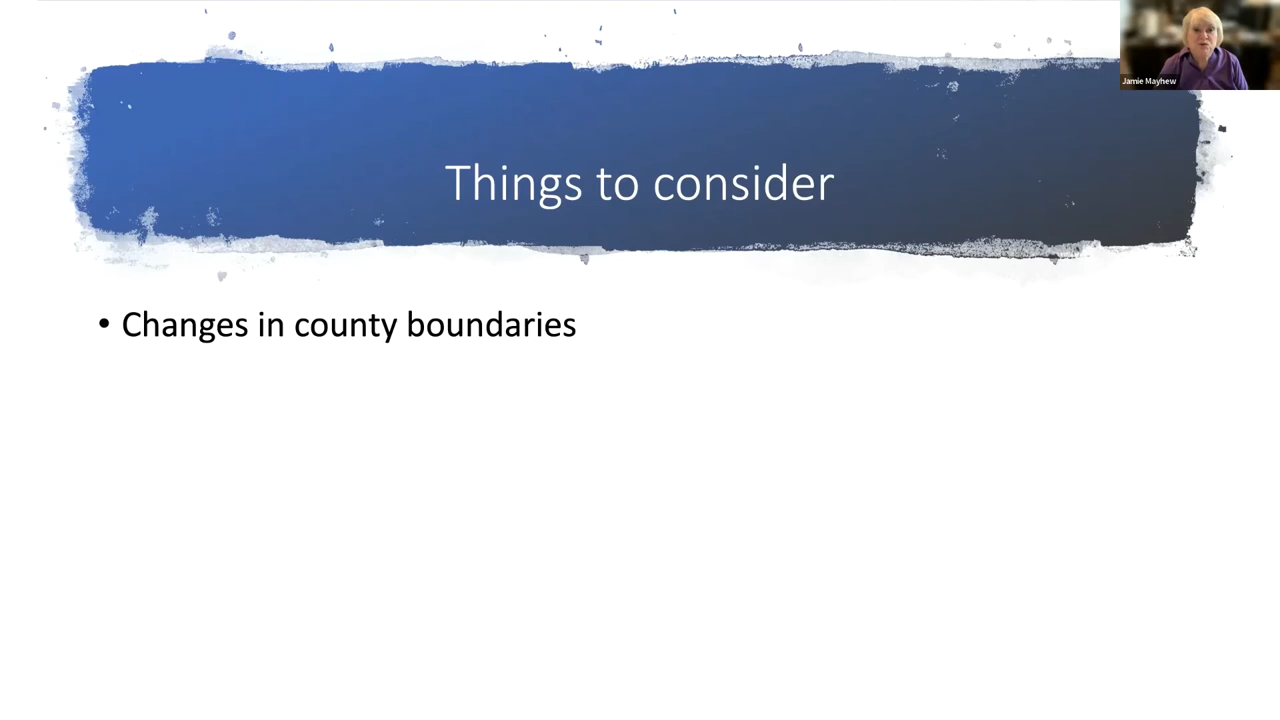 Jamie Mayhew
Things to consider
• Changes in county boundaries